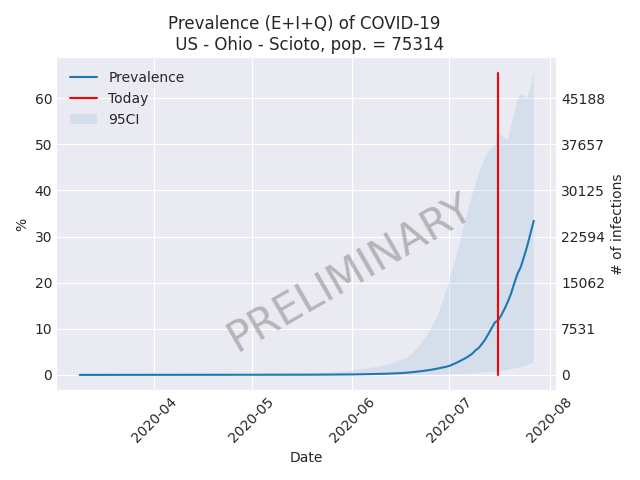 Prevalence (E+I+Q) of COVID-19
US - Ohio - Scioto, pop. = 75314
Prevalence
Today
95CI
60
50
40
30
20
10
0
%
45188
37657
30125
22594
15062
7531
0
# of infections
PRELIMINARY
2020-04
2020-05
2020-06
2020-07
2020-08
Date